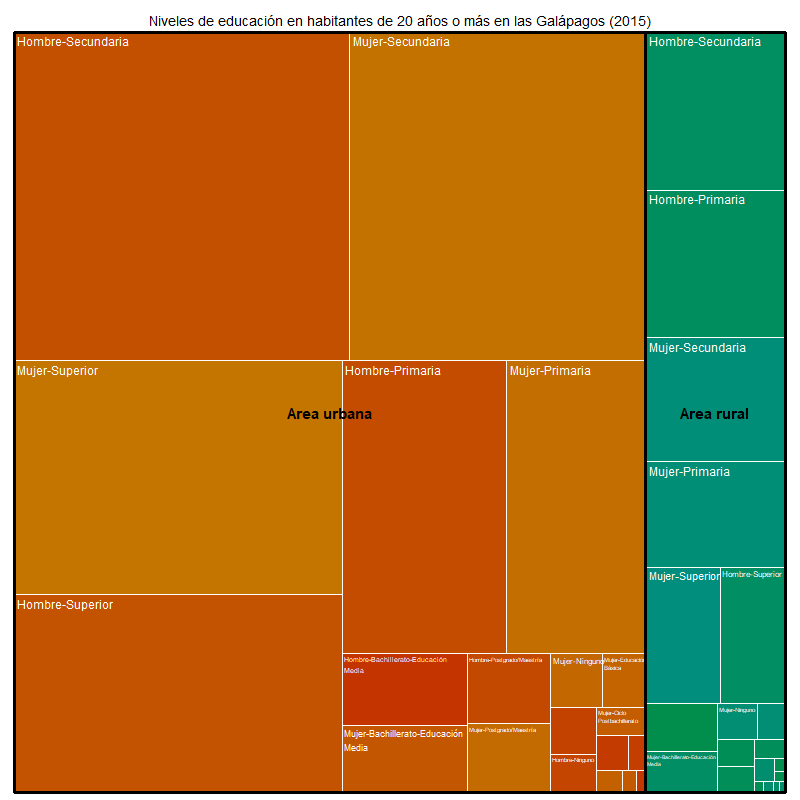 Niveles de educación en habitantes de 20 años o más en las Galápagos (2015)
Hombre-Secundaria
Mujer-Secundaria
Hombre-Secundaria
Hombre-Primaria
Mujer-Secundaria
Mujer-Superior
Hombre-Primaria
Mujer-Primaria
Area urbana
Area rural
Mujer-Primaria
Mujer-Superior
Hombre-Superior
Hombre-Superior
Hombre-Bachillerato-Educación
Media
Hombre-Postgrado/Maestría
Mujer-Ninguno
Mujer-Educación
Básica
Mujer-Ciclo
Postbachillerato
Mujer-Ninguno
Mujer-Bachillerato-Educación
Media
Mujer-Postgrado/Maestría
Hombre-Ninguno
Mujer-Bachillerato-Educación
Media